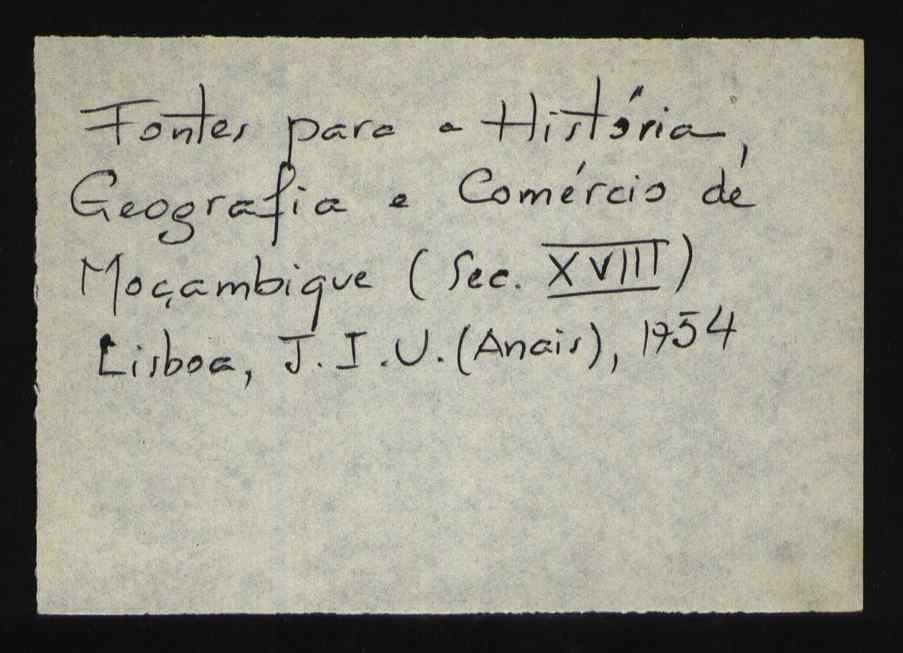 Fontes para a História,
Geografia e Comércio de
Moçambique (Sec. XVIII)
Lisboa, J.I.U. (Anais), 1954